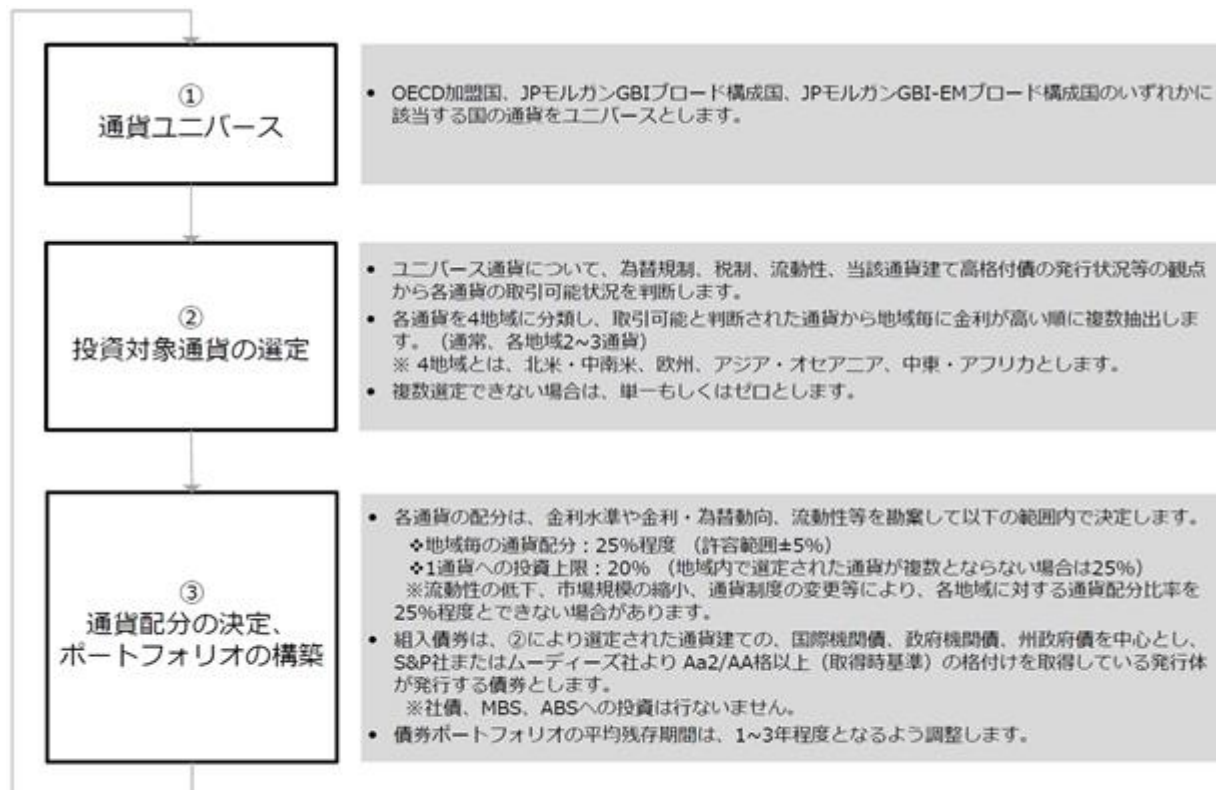 ①
通貨ユニバース
• OECD加盟国、JPモルガンGBIブロード構成国、JPモルガンGBI-EMブロード構成国のいずれかに
該当する国の通貨をユニバースとします。
②
投資対象通貨の選定
• ユニバース通貨について、為替規制、税制、流動性、当該通貨建て高格付債の発行状況等の観点
から各通貨の取引可能状況を判断します。
• 各通貨を4地域に分類し、取引可能と判断された通貨から地域毎に金利が高い順に複数抽出しま
す。（通常、各地域2~3通貨）
※ 4地域とは、北米・中南米、欧州、アジア・オセアニア、中東・アフリカとします。
• 複数選定できない場合は、単一もしくはゼロとします。
③
通貨配分の決定、
ポートフォリオの構築
• 各通貨の配分は、金利水準や金利・為替動向、流動性等を勘案して以下の範囲内で決定します。
❖地域毎の通貨配分：25%程度 （許容範囲±5%）
❖1通貨への投資上限：20% （地域内で選定された通貨が複数とならない場合は25%）
※流動性の低下、市場規模の縮小、通貨制度の変更等により、各地域に対する通貨配分比率を
25%程度とできない場合があります。
• 組入債券は、②により選定された通貨建ての、国際機関債、政府機関債、州政府債を中心とし、
S&P社またはムーディーズ社より Aa2/AA格以上（取得時基準）の格付けを取得している発行体
が発行する債券とします。
※社債、MBS、ABSへの投資は行ないません。
• 債券ポートフォリオの平均残存期間は、1~3年程度となるよう調整します。